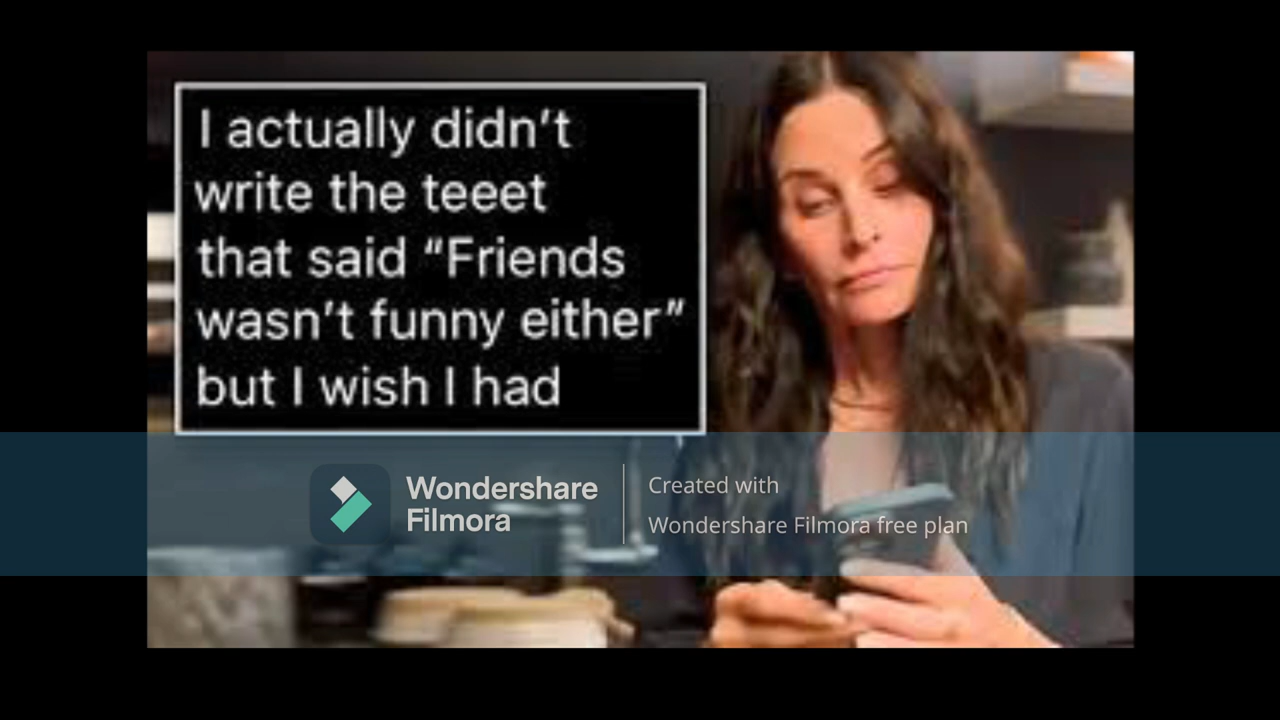 I actually didn't
write the teeet
that said “Friends
wasn't funny either”
but I wish I had
Wondershare
Filmora
Created with
Wondershare Filmora free plan